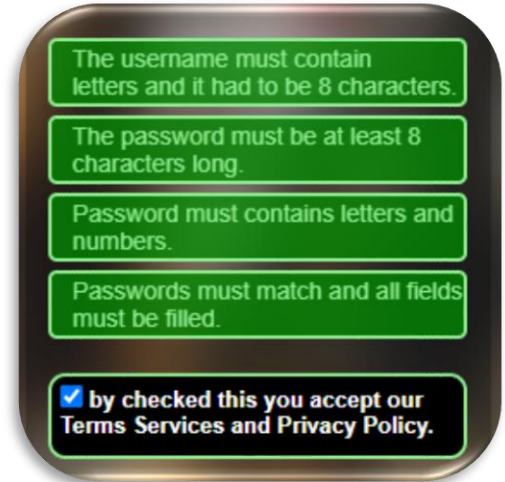 The username must contain
letters and it had to be 8 characters.
The password must be at least 8
characters long.
Password must contains letters and
numbers.
Passwords must match and all fields
must be filled.
by checked this you accept our
Terms Services and Privacy Policy.